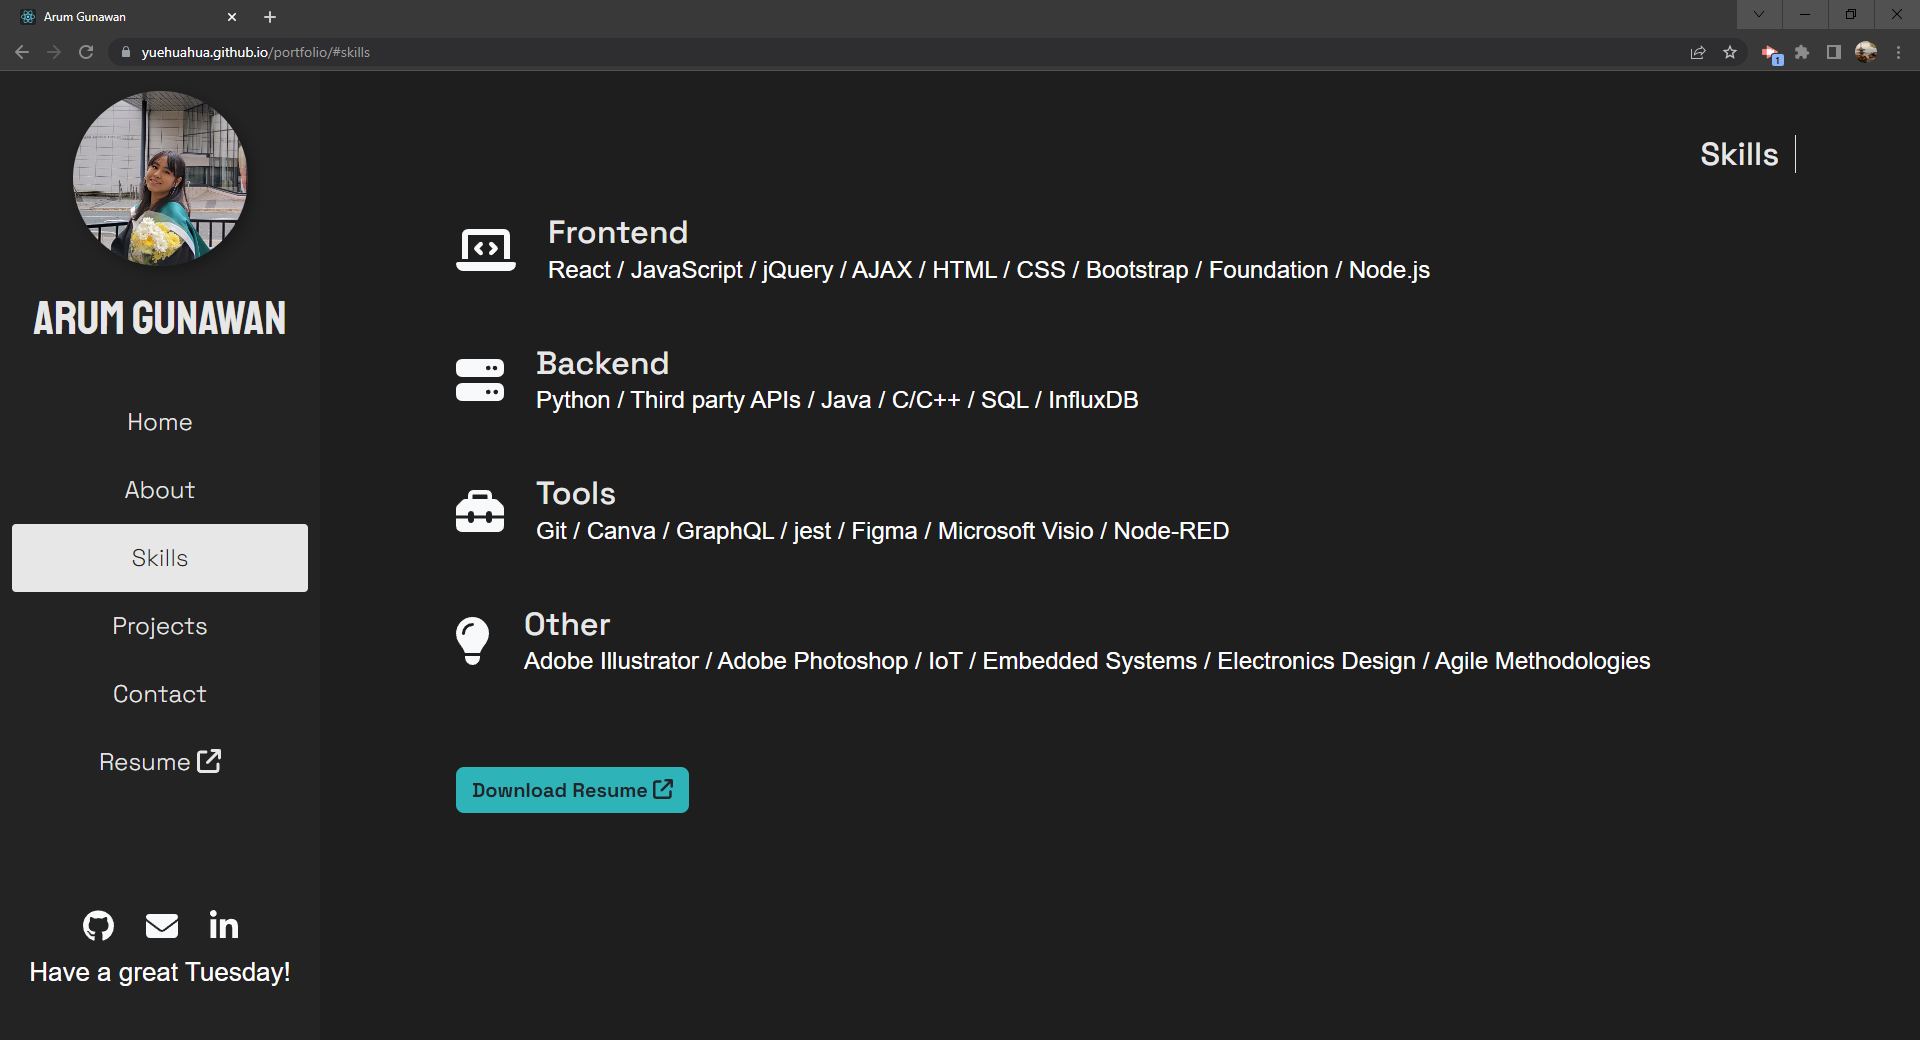 Arum Gunawan
yuehuahua.github.io/portfolio/#skills
1
ARUM GUNAWAN
Home
About
Skills
Projects
Contact
Resume
Have a great Tuesday!
Skills
Frontend
React / JavaScript / jQuery / AJAX / HTML / CSS / Bootstrap / Foundation / Node.js
Backend
Python / Third party APIs / Java / C/C++ / SQL / InfluxDB
Tools
Git / Canva / GraphQL / jest / Figma / Microsoft Visio / Node-RED
Other
Adobe Illustrator / Adobe Photoshop / IoT / Embedded Systems / Electronics Design / Agile Methodologies
Download Resume